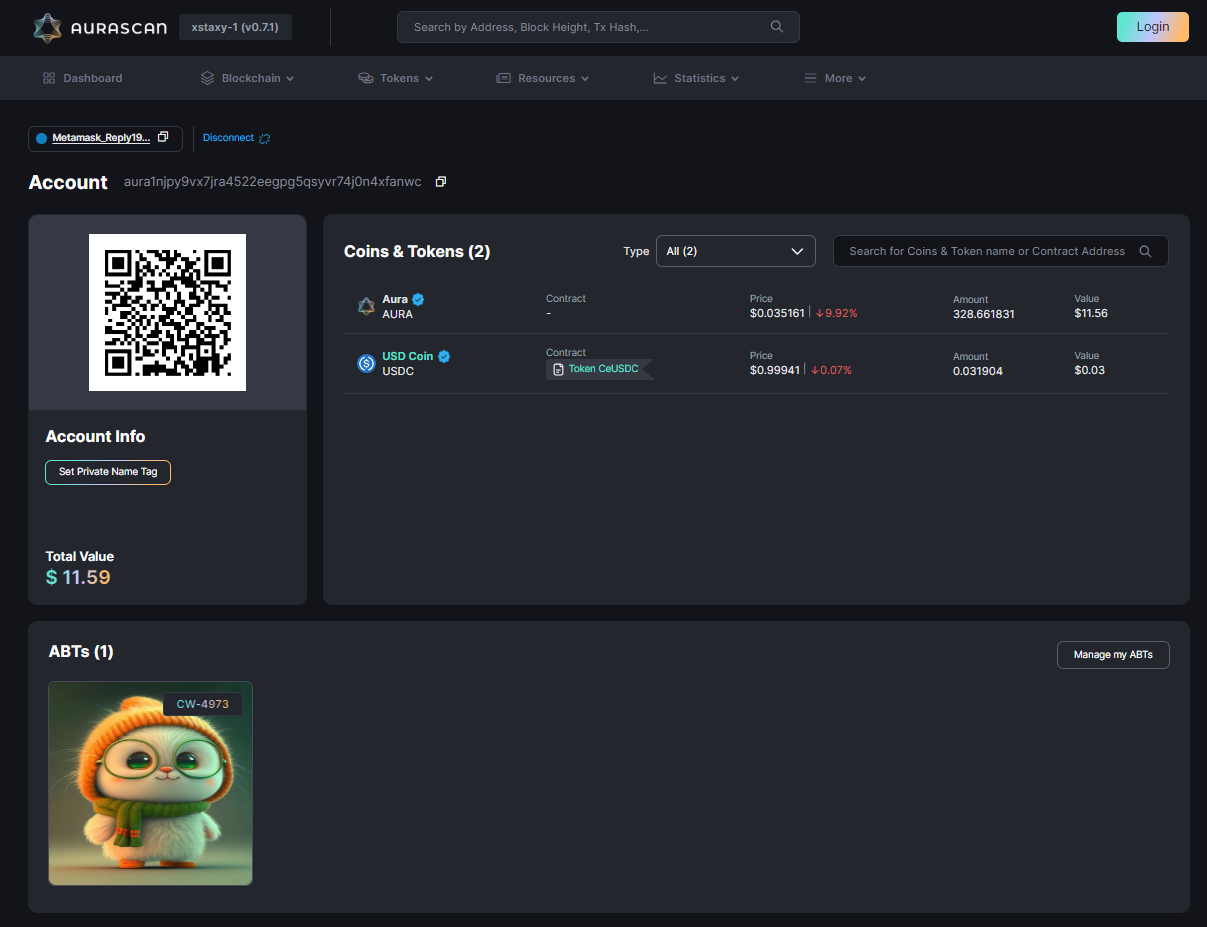 AURASCAN
xstaxy-1 (v0.7.1)
Search by Address, Block Height, Tx Hash,...
Login
Dashboard
Blockchain
Tokens
Resources
Statistics
More
Metamask_Reply19...
Disconnect
Account
aura1njpy9vx7jra4522eegpg5qsyvr74j0n4xfanwc
Account Info
Set Private Name Tag
Total Value
$ 11.59
Coins & Tokens (2)
Type
All (2)
Search for Coins & Token name or Contract Address
Aura
AURA
Contract
-
Price
$0.035161 | ↓9.92%
Amount
328.661831
Value
$11.56
USD Coin
USDC
Contract
Token CeUSDC
Price
$0.99941 | ↓0.07%
Amount
0.031904
Value
$0.03
ABTs (1)
Manage my ABTs
CW-4973